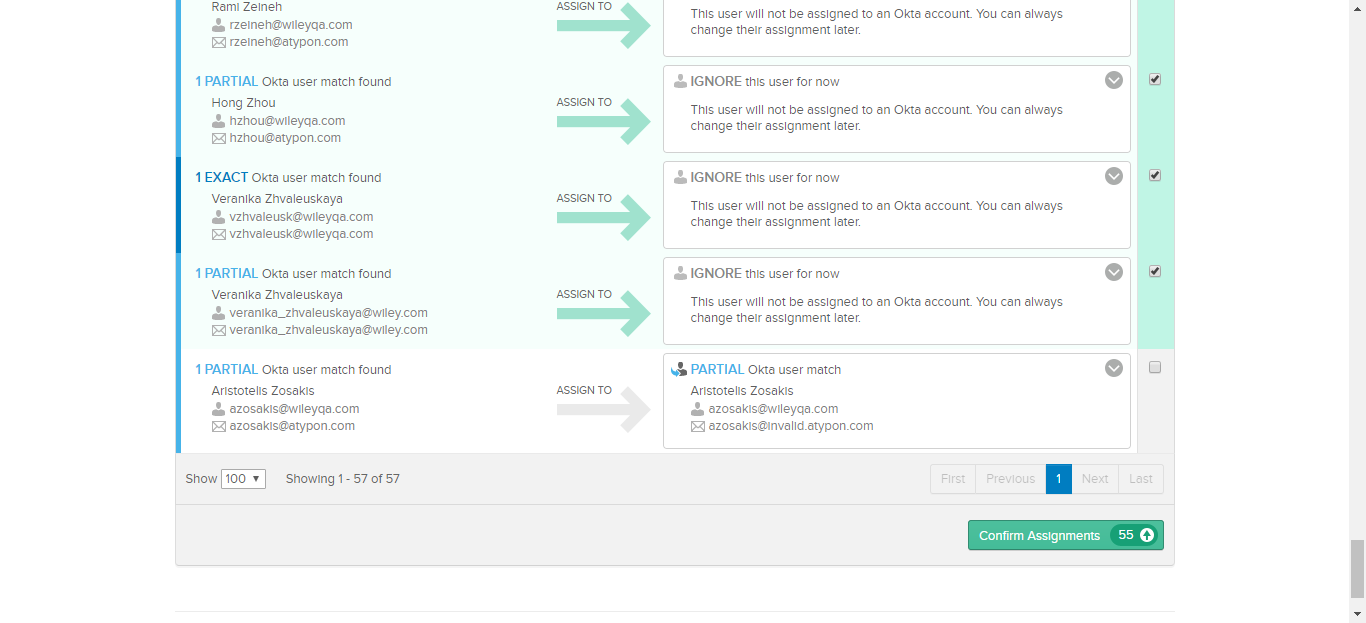 Rami Zeineh
rzeineh@wileyqa.com
rzeineh@atypon.com
ASSIGN TO
This user will not be assigned to an Okta account. You can always
change their assignment later.
1 PARTIAL Okta user match found
Hong Zhou
hzhou@wileyqa.com
hzhou@atypon.com
ASSIGN TO
IGNORE this user for now
This user will not be assigned to an Okta account. You can always
change their assignment later.
1 EXACT Okta user match found
Veranika Zhvaleuskaya
vzhvaleusk@wileyqa.com
vzhvaleusk@wileyqa.com
ASSIGN TO
IGNORE this user for now
This user will not be assigned to an Okta account. You can always
change their assignment later.
1 PARTIAL Okta user match found
Veranika Zhvaleuskaya
veranika_zhvaleuskaya@wiley.com
veranika_zhvaleuskaya@wiley.com
ASSIGN TO
IGNORE this user for now
This user will not be assigned to an Okta account. You can always
change their assignment later.
1 PARTIAL Okta user match found
Aristotelis Zosakis
azosakis@wileyqa.com
azosakis@atypon.com
ASSIGN TO
PARTIAL Okta user match
Aristotelis Zosakis
azosakis@wileyqa.com
azosakis@invalid.atypon.com
Show 100 Showing 1 - 57 of 57
First Previous 1 Next Last
Confirm Assignments 55